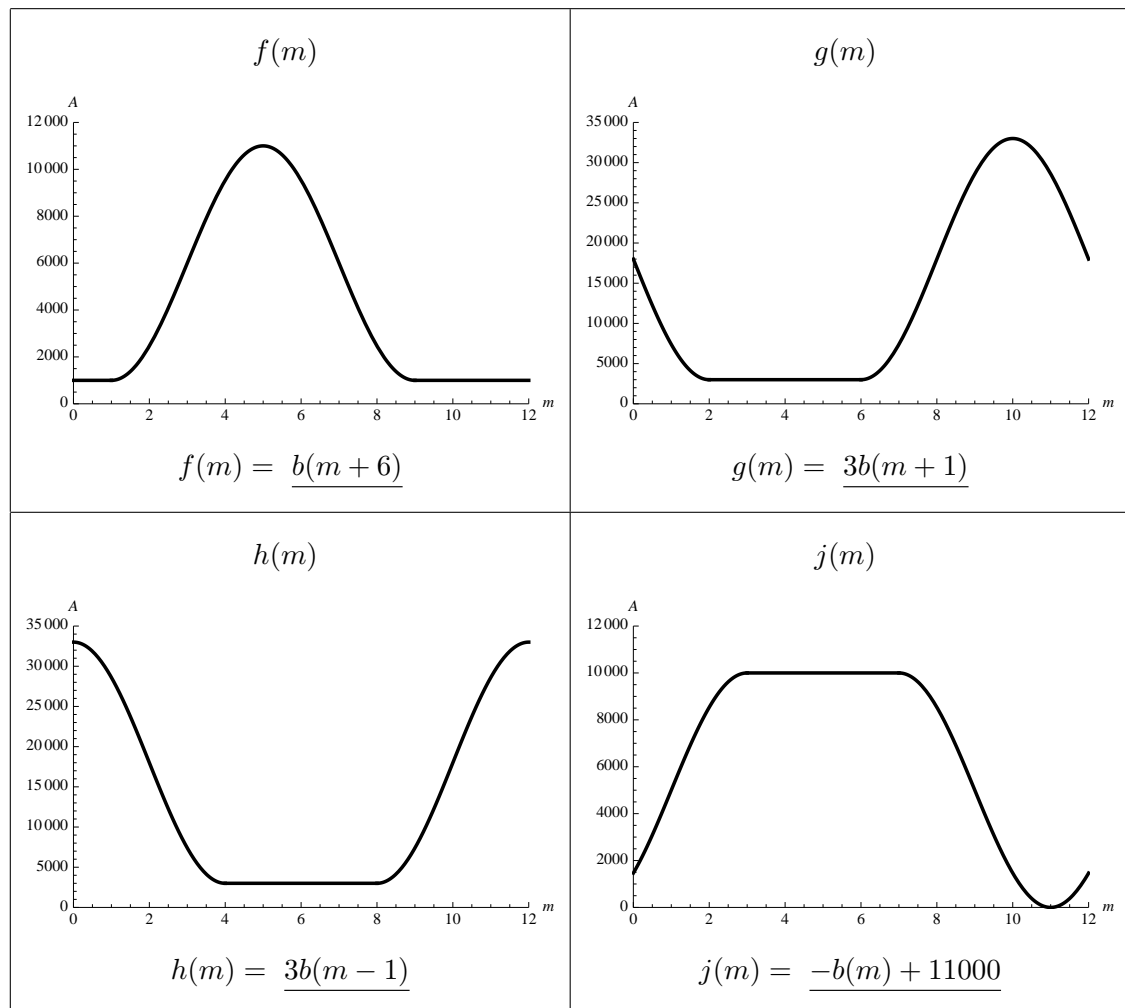 f(m)
A
12 000
10 000
8000
6000
4000
2000
0
0 2 4 6 8 10 12 m
f(m) = b(m + 6)
g(m)
A
35 000
30 000
25 000
20 000
15 000
10 000
5000
0
0 2 4 6 8 10 12 m
g(m) = 3b(m + 1)
h(m)
A
35 000
30 000
25 000
20 000
15 000
10 000
5000
0
0 2 4 6 8 10 12 m
h(m) = 3b(m − 1)
j(m)
A
12 000
10 000
8000
6000
4000
2000
0
0 2 4 6 8 10 12 m
j(m) = −b(m) + 11000